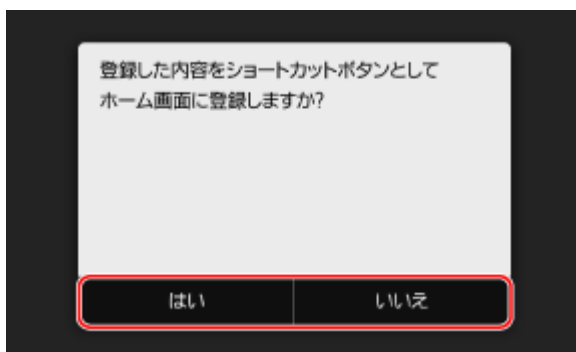 登録した内容をショートカットボタンとして
ホーム画面に登録しますか?
はい
いいえ